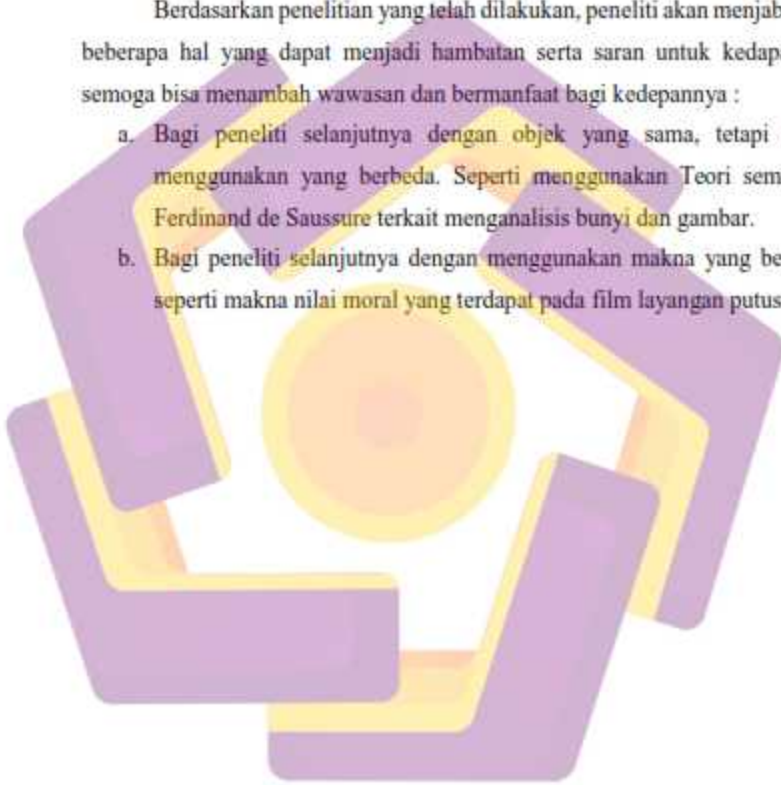 Berdasarkan penelitian yang telah dilakukan, peneliti akan menjab
beberapa hal yang dapat menjadi hambatan serta saran untuk kedapa
semoga bisa menambah wawasan dan bermanfaat bagi kedepannya :
a. Bagi peneliti selanjutnya dengan objek yang sama, tetapi
menggunakan yang berbeda. Seperti menggunakan Teori sem
Ferdinand de Saussure terkait menganalisis bunyi dan gambar.
b. Bagi peneliti selanjutnya dengan menggunakan makna yang be
seperti makna nilai moral yang terdapat pada film layangan putus